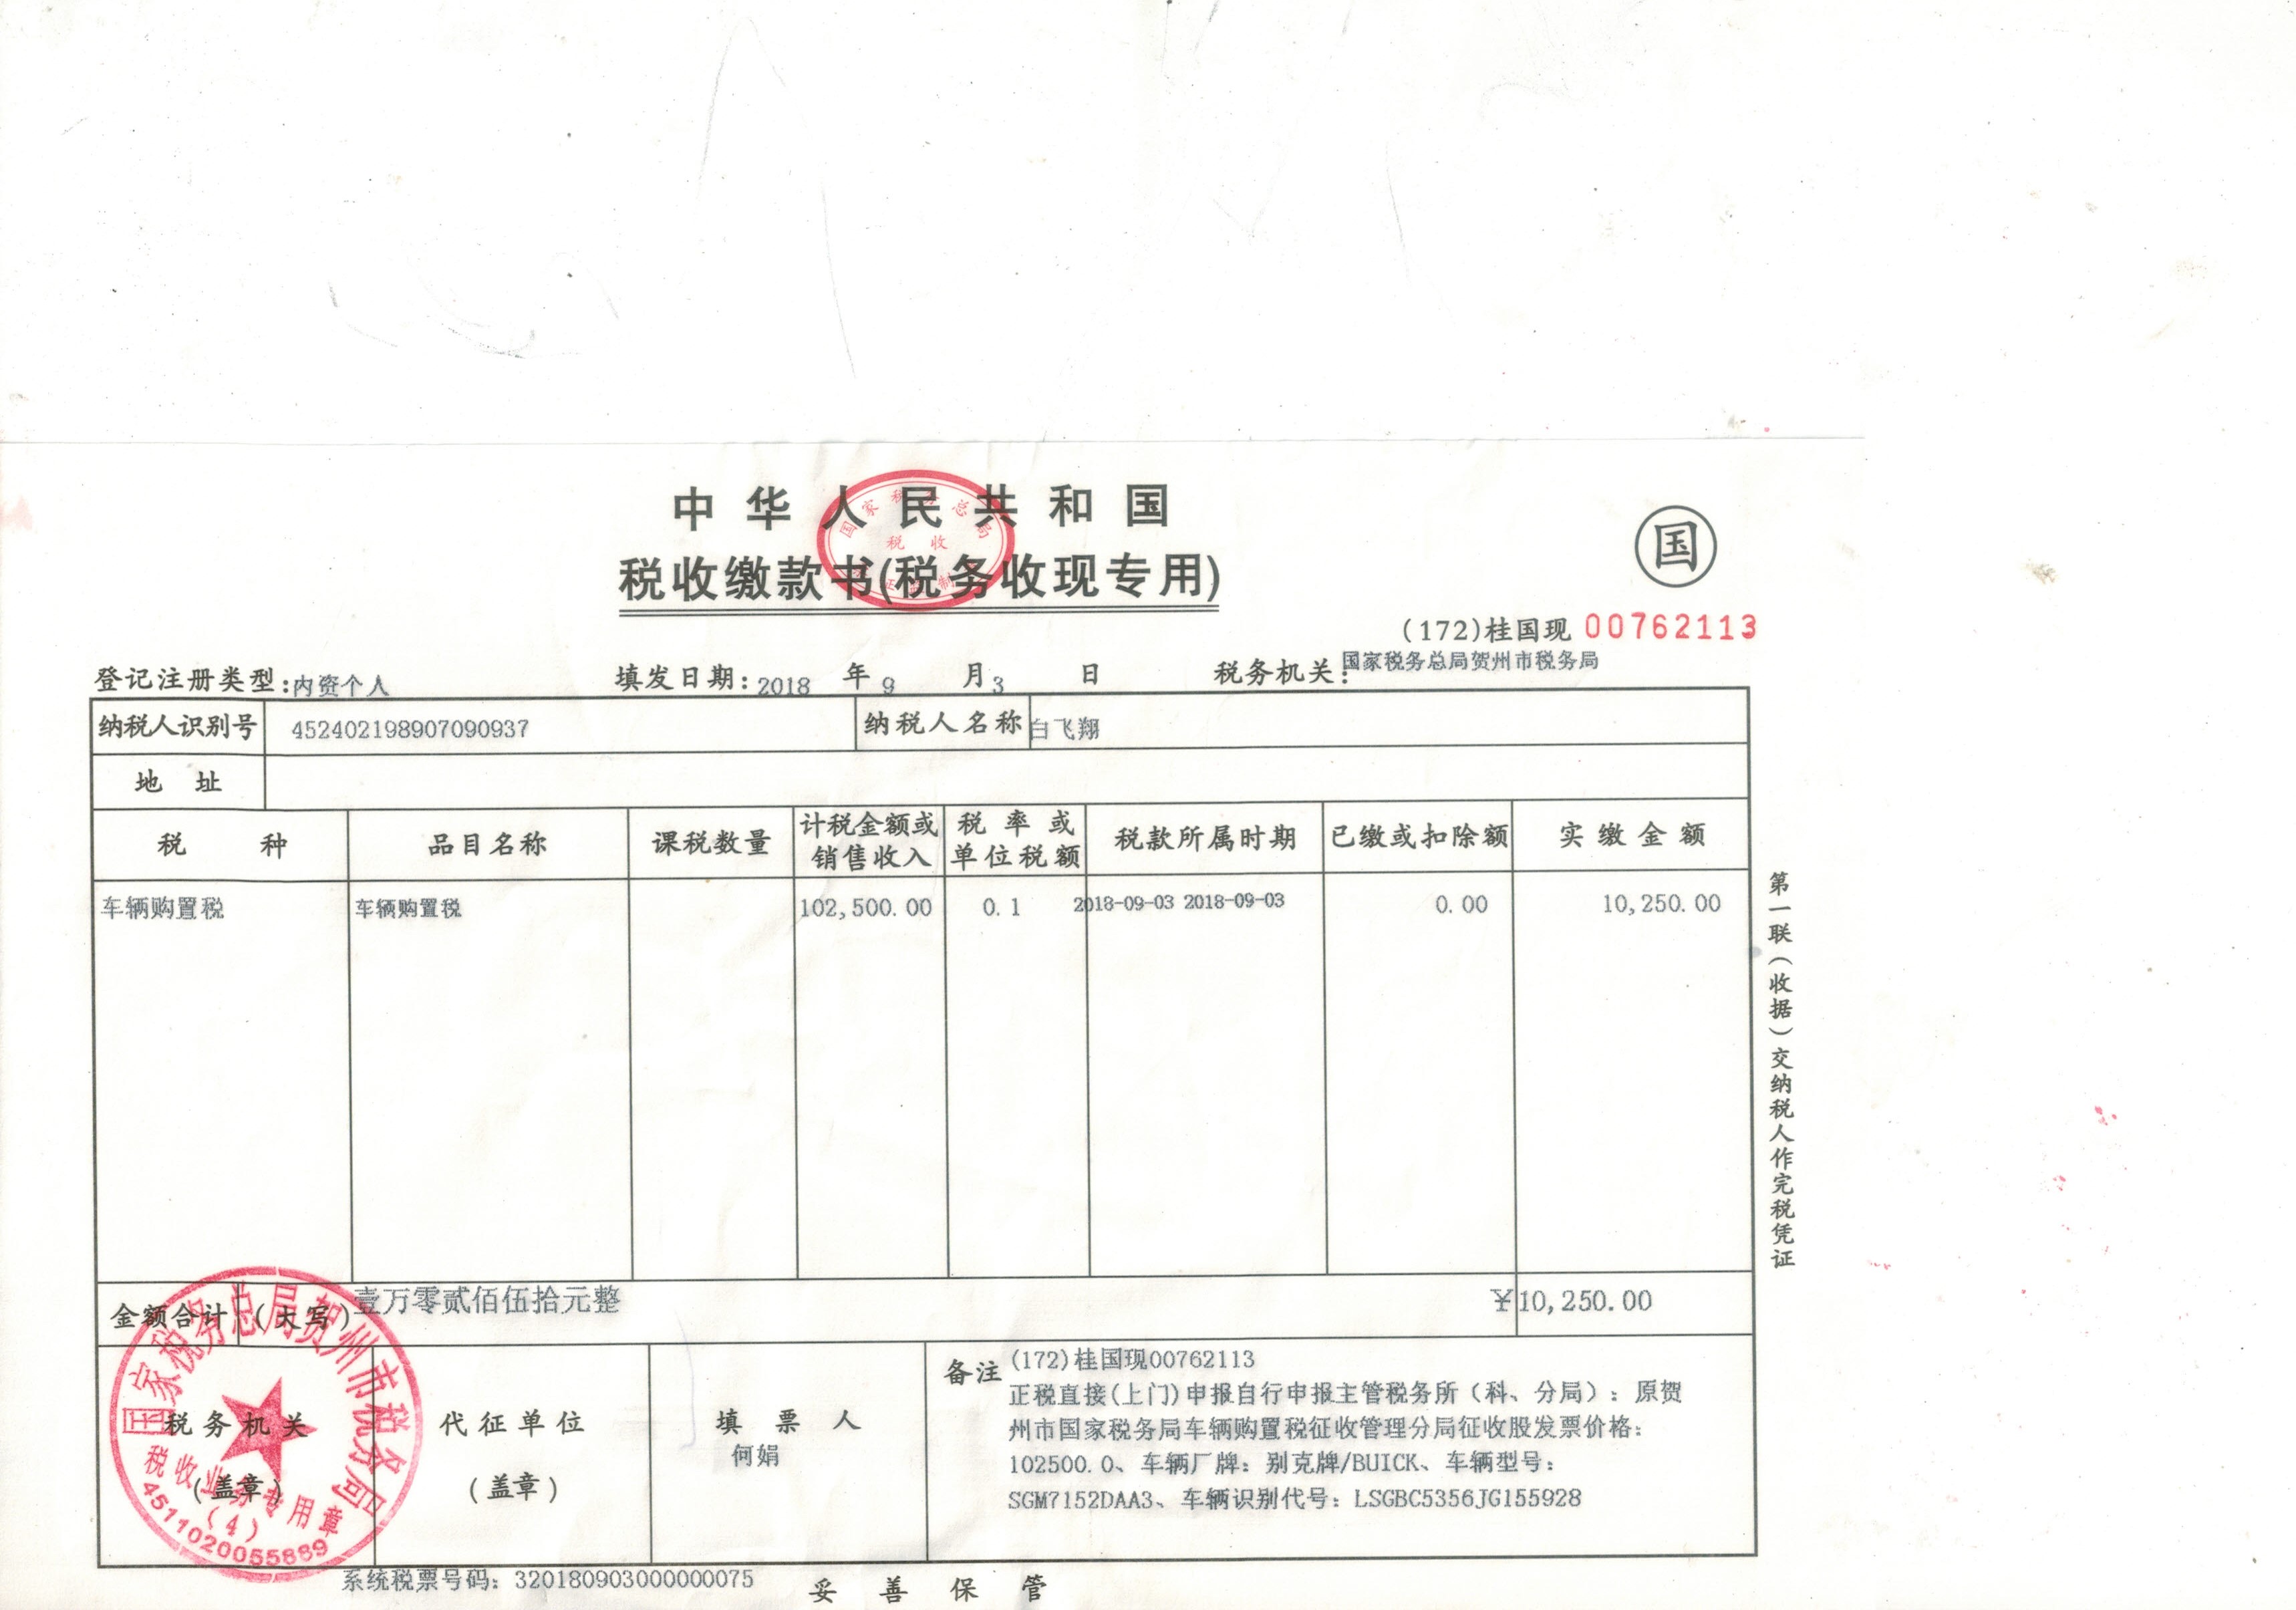 中华人民共和国
税收缴款书(税务收现专用)
国
国家税务总局
税收
(172)桂国现 00762113
登记注册类型:内资个人 填发日期:2018 年 9 月3 日 税务机关:国家税务总局贺州市税务局
纳税人识别号 452402198907090937 纳税人名称 白飞翔
地址
税种 品目名称 课税数量 计税金额或销售收入 税率或单位税额 税款所属时期 已缴或扣除额 实缴金额
车辆购置税 车辆购置税 102,500.00 0.1 2018-09-03 2018-09-03 0.00 10,250.00
金额合计(大写) 壹万零贰佰伍拾元整 ¥10,250.00
税务机关
(盖章)
国家税务总局贺州市税务局
税收业务专用章
(4)
4511020055889
代征单位
(盖章)
填票人
何娟
备注 (172)桂国现00762113
正税直接(上门)申报自行申报主管税务所(科、分局):原贺
州市国家税务局车辆购置税征收管理分局征收股发票价格:
102500.0、车辆厂牌:别克牌/BUICK、车辆型号:
SGM7152DAA3、车辆识别代号:LSGBC5356JG155928
第一联(收据)交纳税人作完税凭证
系统税票号码:320180903000000075
妥善保管